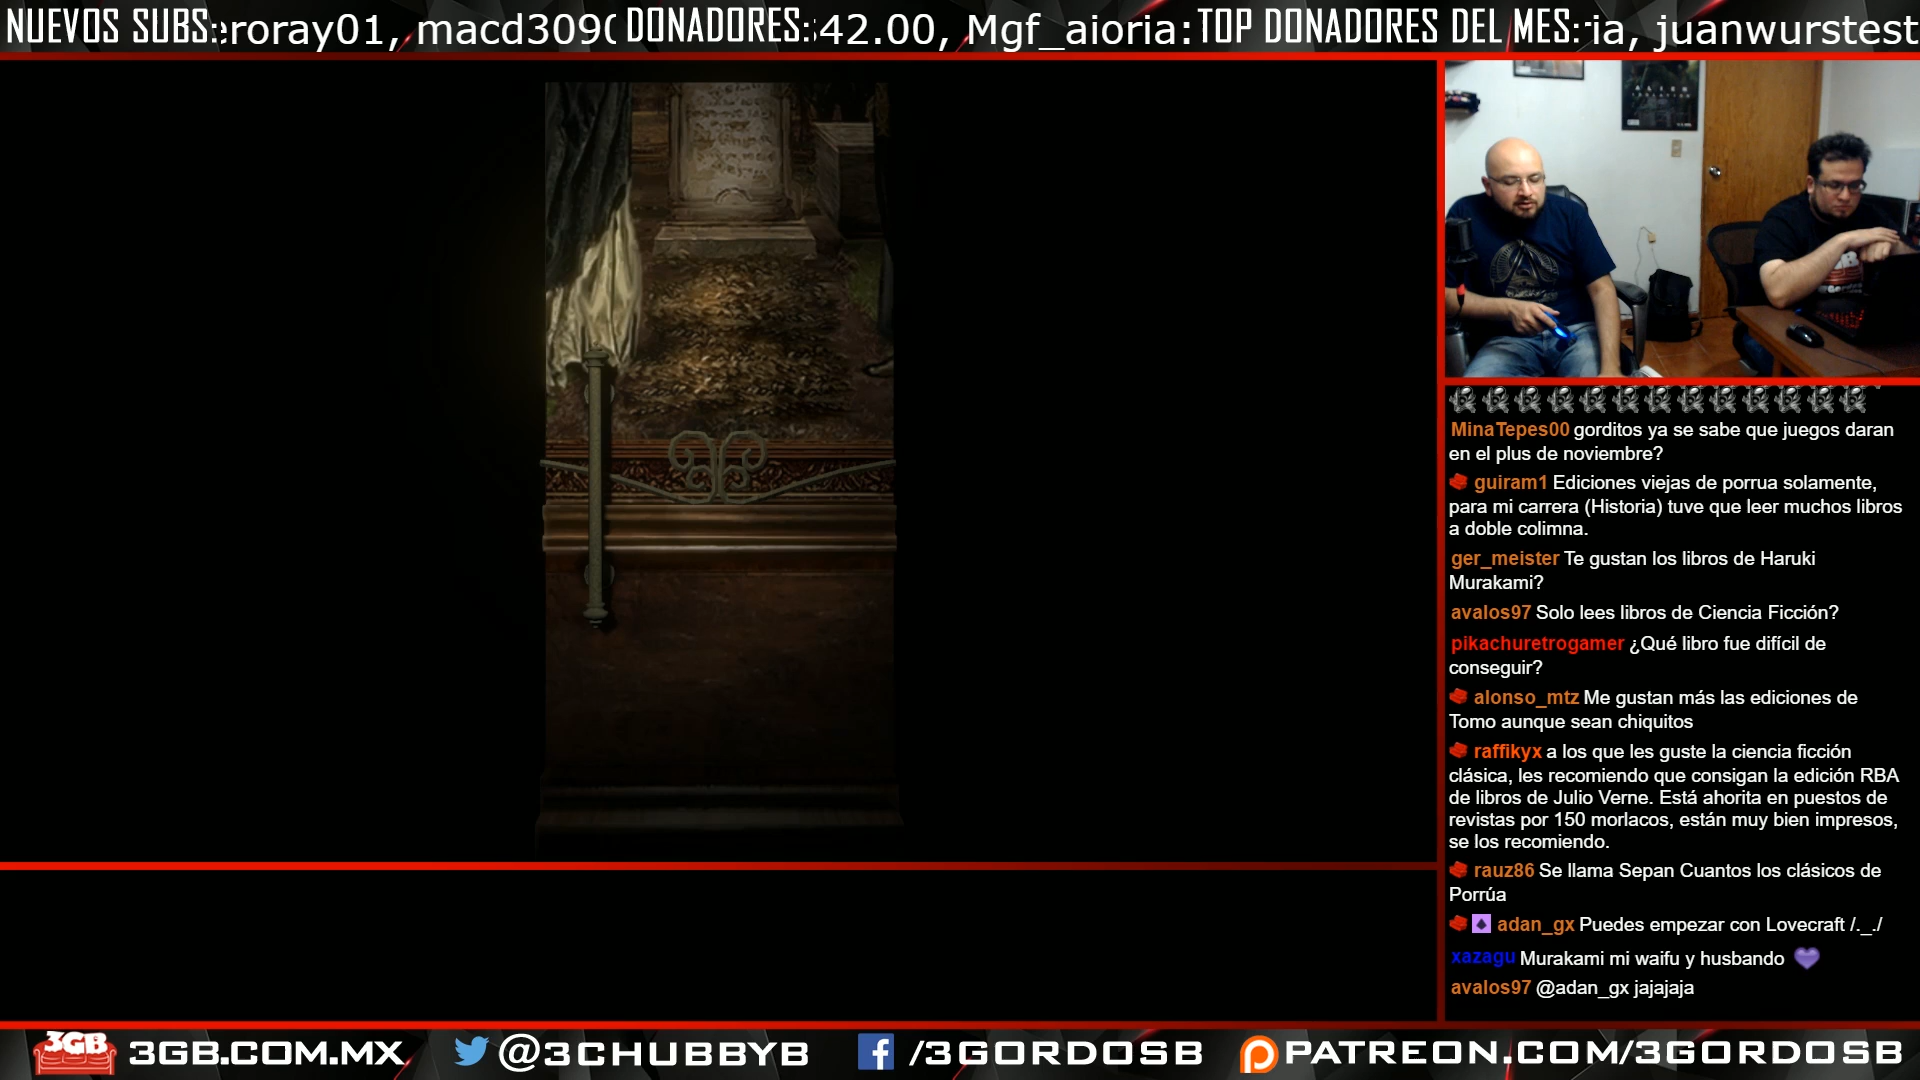 NUEVOS SUBS: eroray01, macd309 DONADORES: 42.00, Mgf_aioria: TOP DONADORES DEL MES: ia, juanwurstest
ALIEN
MinaTepes00 gorditos ya se sabe que juegos daran
en el plus de noviembre?
guiram1 Ediciones viejas de porrua solamente,
para mi carrera (Historia) tuve que leer muchos libros
a doble colimna.
ger_meister Te gustan los libros de Haruki
Murakami?
avalos97 Solo lees libros de Ciencia Ficción?
pikachuretrogamer ¿Qué libro fue difícil de
conseguir?
alonso_mtz Me gustan más las ediciones de
Tomo aunque sean chiquitos
raffikyx a los que les guste la ciencia ficción
clásica, les recomiendo que consigan la edición RBA
de libros de Julio Verne. Está ahorita en puestos de
revistas por 150 morlacos, están muy bien impresos,
se los recomiendo.
rauz86 Se llama Sepan Cuantos los clásicos de
Porrúa
adan_gx Puedes empezar con Lovecraft /._./
xazagu Murakami mi waifu y husbando
avalos97 @adan_gx jajajaja
3GB 3GB.COM.MX @3CHUBBYB /3GORDOSB PATREON.COM/3GORDOSB